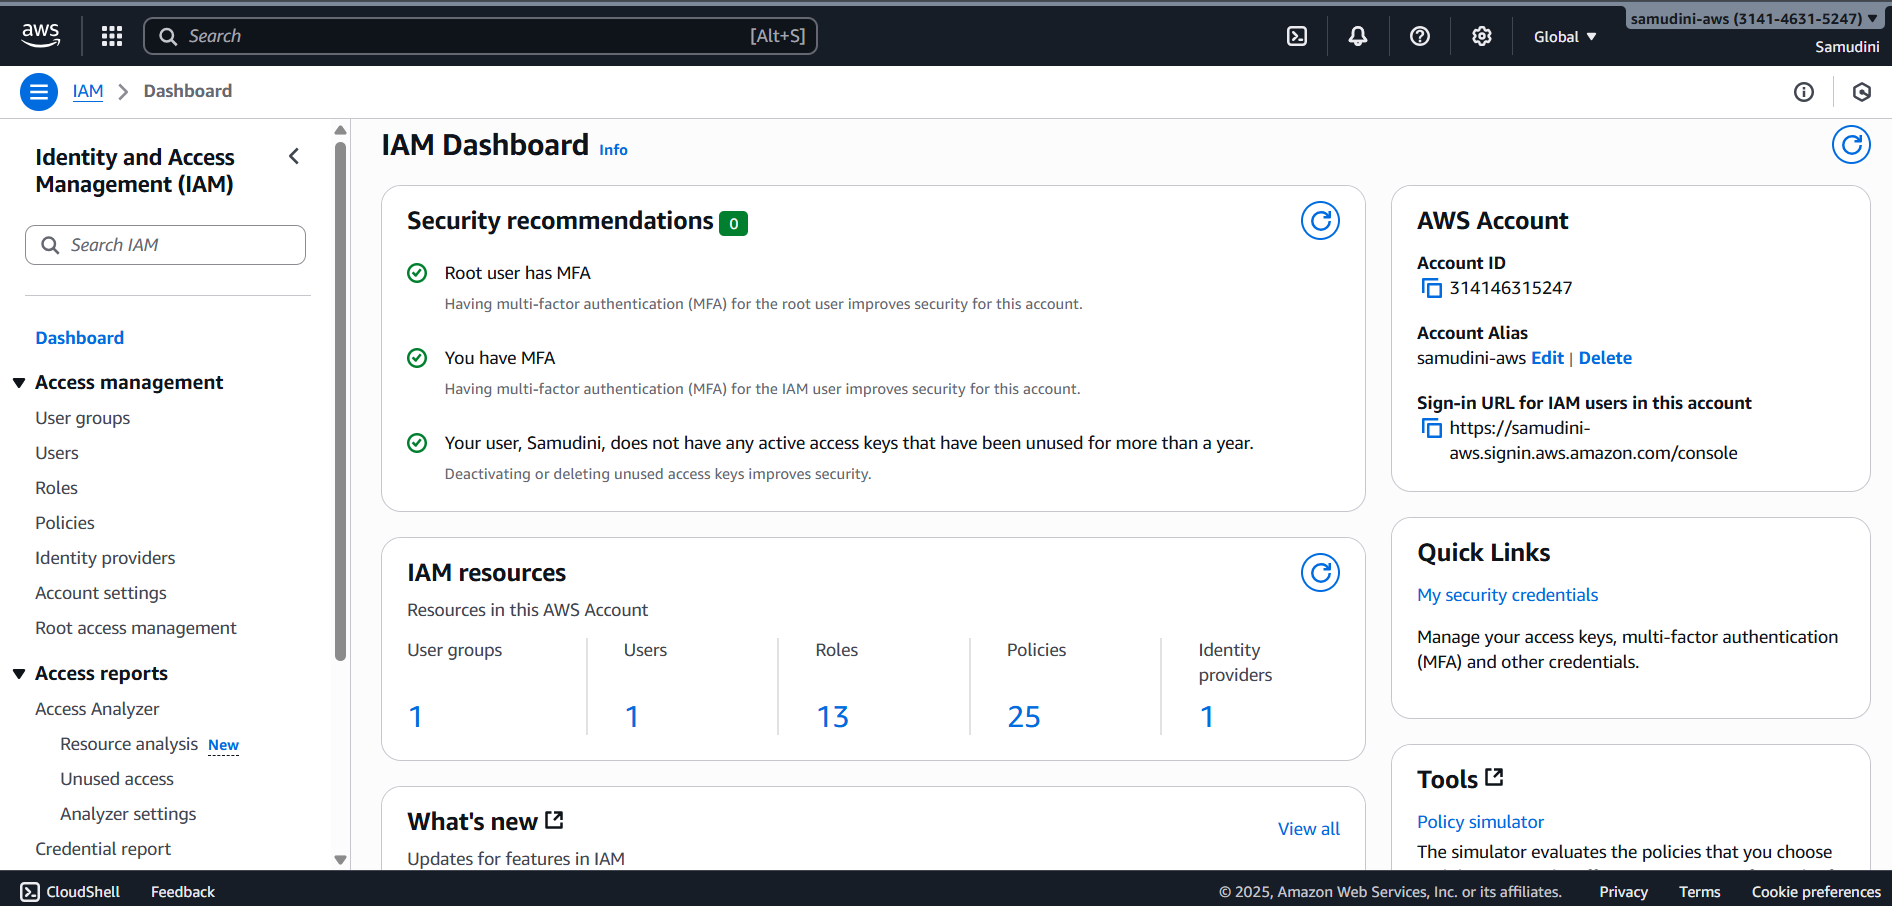 aws
Search
[Alt+S]
Global
samudini-aws (3141-4631-5247)
Samudini
IAM
Dashboard
Identity and Access
Management (IAM)
Search IAM
Dashboard
Access management
User groups
Users
Roles
Policies
Identity providers
Account settings
Root access management
Access reports
Access Analyzer
Resource analysis New
Unused access
Analyzer settings
Credential report
IAM Dashboard Info
Security recommendations 0
Root user has MFA
Having multi-factor authentication (MFA) for the root user improves security for this account.
You have MFA
Having multi-factor authentication (MFA) for the IAM user improves security for this account.
Your user, Samudini, does not have any active access keys that have been unused for more than a year.
Deactivating or deleting unused access keys improves security.
IAM resources
Resources in this AWS Account
User groups
1
Users
1
Roles
13
Policies
25
Identity
providers
1
What's new
View all
Updates for features in IAM
AWS Account
Account ID
314146315247
Account Alias
samudini-aws Edit | Delete
Sign-in URL for IAM users in this account
https://samudini-
aws.signin.aws.amazon.com/console
Quick Links
My security credentials
Manage your access keys, multi-factor authentication
(MFA) and other credentials.
Tools
Policy simulator
The simulator evaluates the policies that you choose
CloudShell
Feedback
© 2025, Amazon Web Services, Inc. or its affiliates.
Privacy
Terms
Cookie preferences